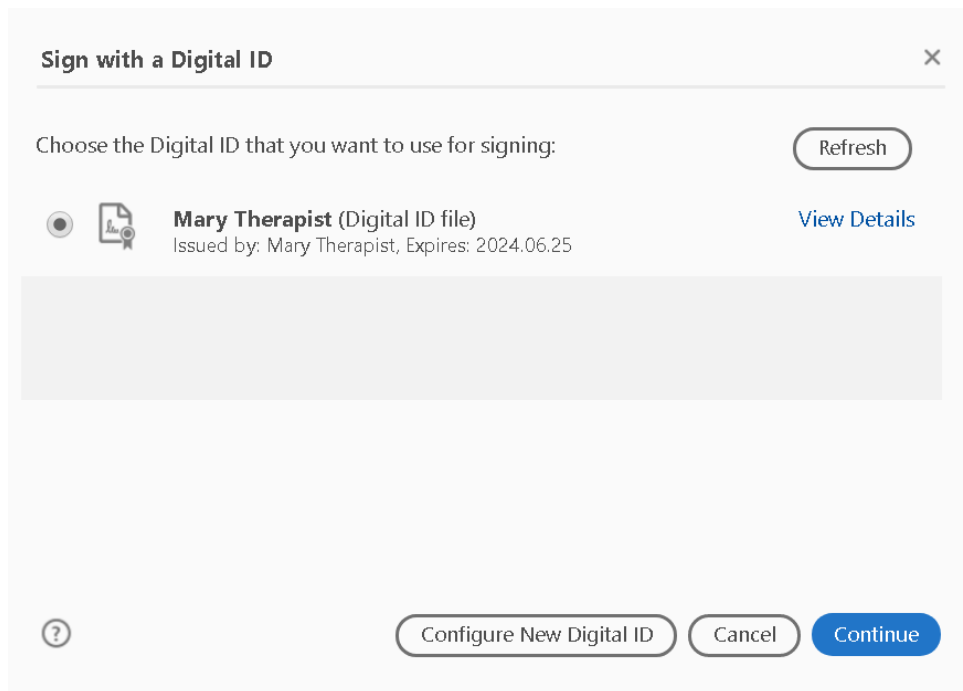 Sign with a Digital ID
Choose the Digital ID that you want to use for signing:
Refresh
Mary Therapist (Digital ID file)
View Details
Issued by: Mary Therapist, Expires: 2024.06.25
?
Configure New Digital ID
Cancel
Continue